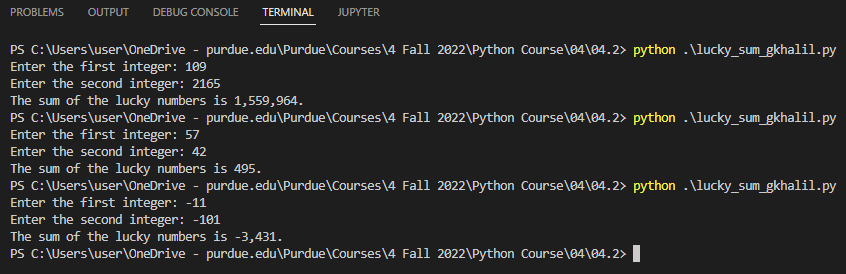 PROBLEMS OUTPUT DEBUG CONSOLE TERMINAL JUPYTER
PS C:\Users\user\OneDrive - purdue.edu\Purdue\Courses\4 Fall 2022\Python Course\04\04.2> python .\lucky_sum_gkhalil.py
Enter the first integer: 109
Enter the second integer: 2165
The sum of the lucky numbers is 1,559,964.
PS C:\Users\user\OneDrive - purdue.edu\Purdue\Courses\4 Fall 2022\Python Course\04\04.2> python .\lucky_sum_gkhalil.py
Enter the first integer: 57
Enter the second integer: 42
The sum of the lucky numbers is 495.
PS C:\Users\user\OneDrive - purdue.edu\Purdue\Courses\4 Fall 2022\Python Course\04\04.2> python .\lucky_sum_gkhalil.py
Enter the first integer: -11
Enter the second integer: -101
The sum of the lucky numbers is -3,431.
PS C:\Users\user\OneDrive - purdue.edu\Purdue\Courses\4 Fall 2022\Python Course\04\04.2>